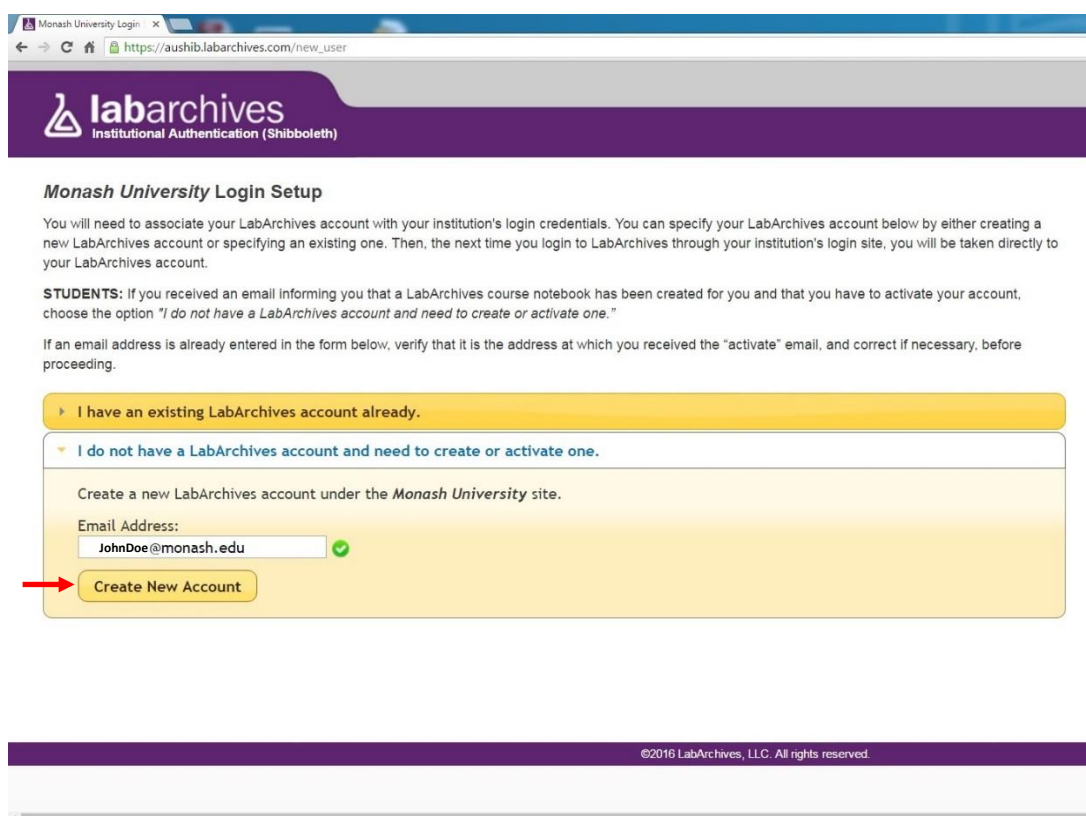 Monash University Login
https://aushib.labarchives.com/new_user
labarchives
Institutional Authentication (Shibboleth)
Monash University Login Setup
You will need to associate your LabArchives account with your institution's login credentials. You can specify your LabArchives account below by either creating a
new LabArchives account or specifying an existing one. Then, the next time you login to LabArchives through your institution's login site, you will be taken directly to
your LabArchives account.
STUDENTS: If you received an email informing you that a LabArchives course notebook has been created for you and that you have to activate your account,
choose the option "I do not have a LabArchives account and need to create or activate one."
If an email address is already entered in the form below, verify that it is the address at which you received the “activate” email, and correct if necessary, before
proceeding.
I have an existing LabArchives account already.
I do not have a LabArchives account and need to create or activate one.
Create a new LabArchives account under the Monash University site.
Email Address:
JohnDoe@monash.edu
Create New Account
©2016 LabArchives, LLC. All rights reserved.